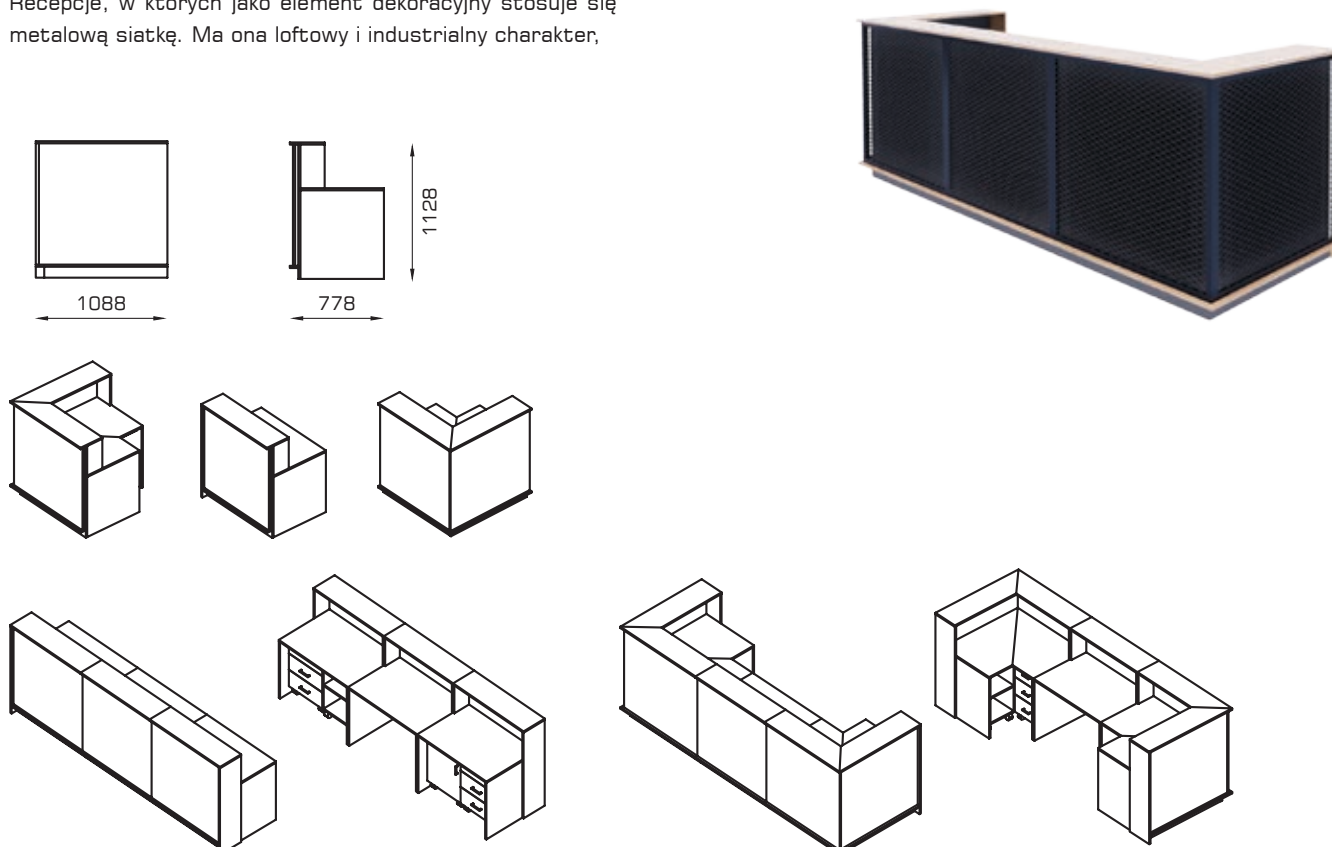 Recepcje, w których jako element dekoracyjny stosuje się
metalową siatkę. Ma ona loftowy i industrialny charakter,
1128
1088
778